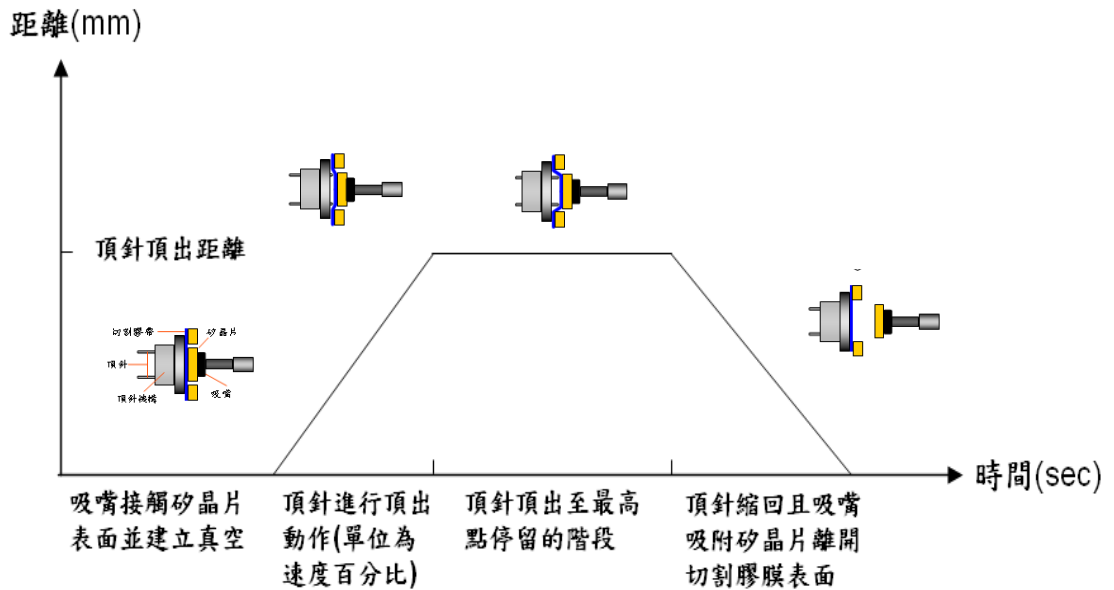 距離(mm)
頂針頂出距離
切割膠帶
矽晶片
頂針
頂針機構
吸嘴
時間(sec)
吸嘴接觸矽晶片
表面並建立真空
頂針進行頂出
動作(單位為
速度百分比)
頂針頂出至最高
點停留的階段
頂針縮回且吸嘴
吸附矽晶片離開
切割膠膜表面